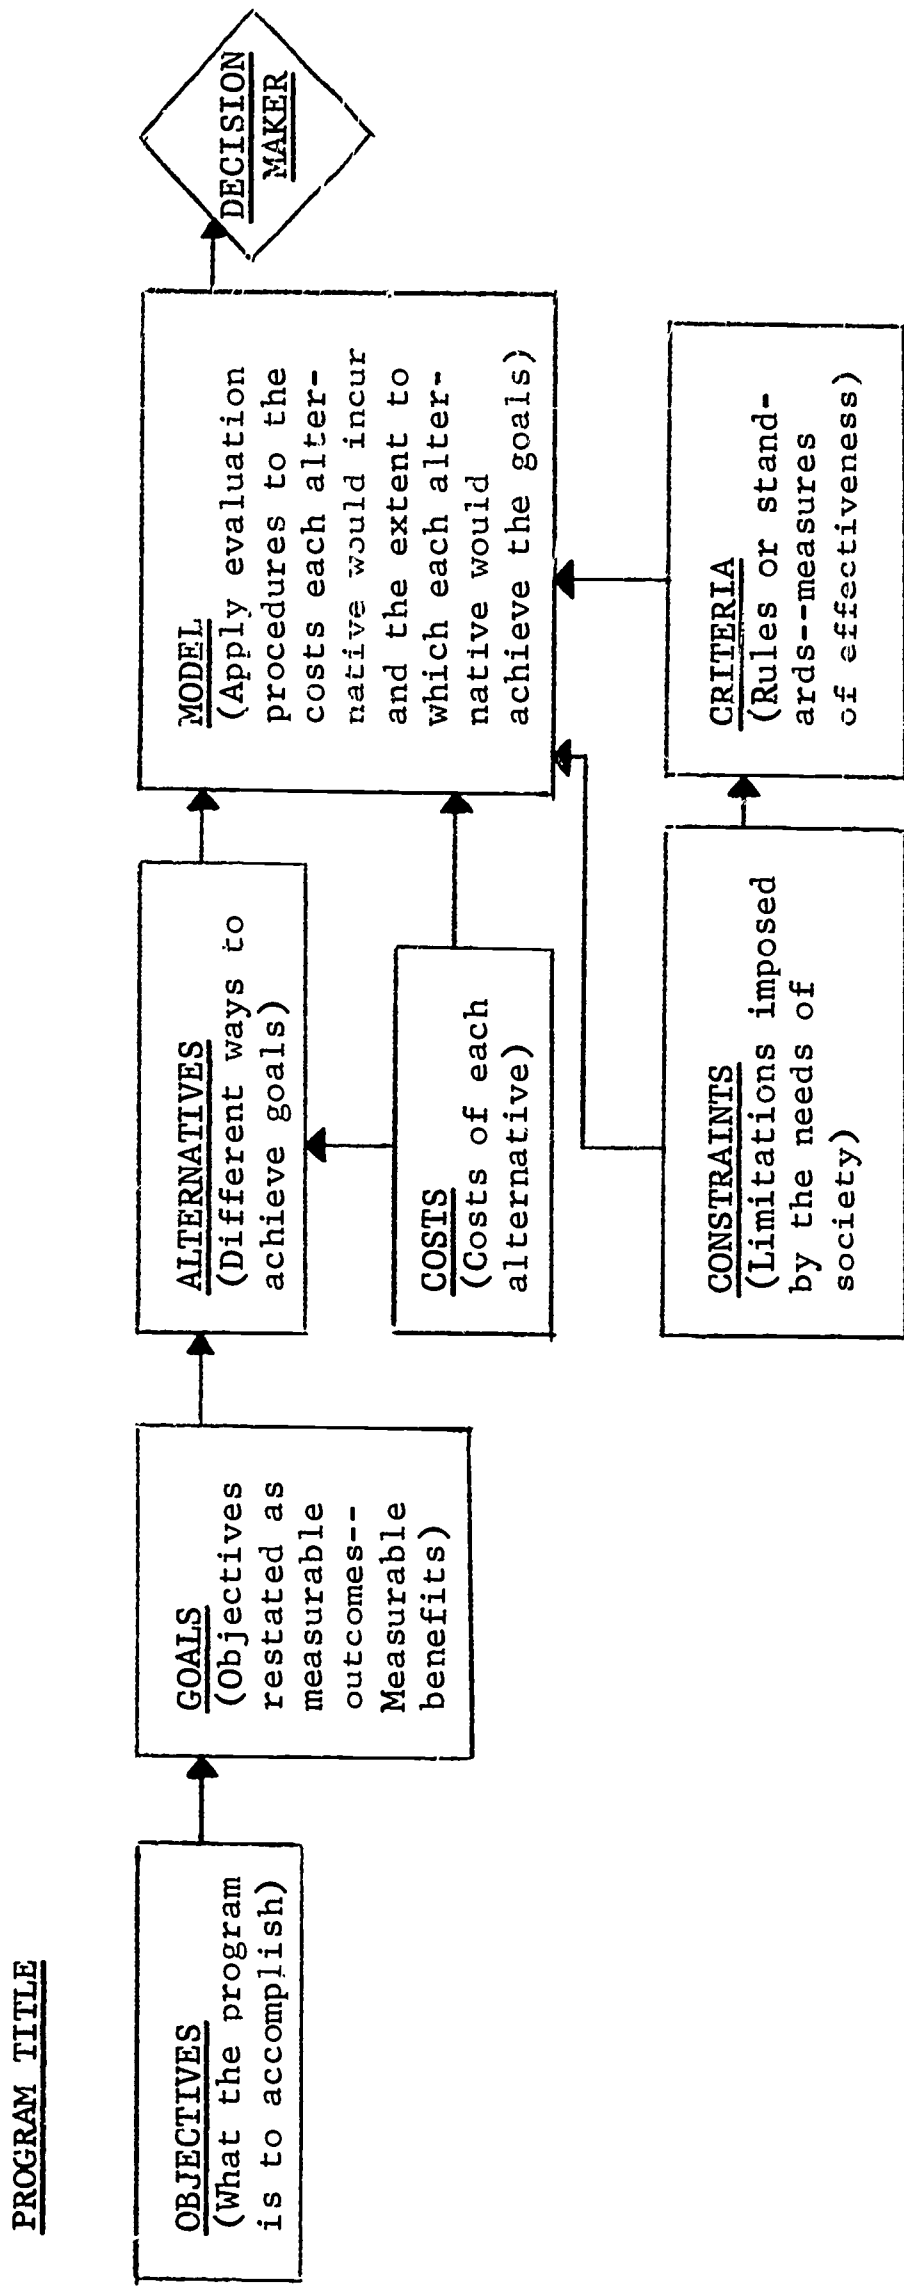 PROGRAM TITLE
OBJECTIVES
(What the program
is to accomplish)
GOALS
(Objectives
restated as
measurable
outcomes--
Measurable
benefits)
ALTERNATIVES
(Different ways to
achieve goals)
COSTS
(Costs of each
alternative)
CONSTRAINTS
(Limitations imposed
by the needs of
society)
MODEL
(Apply evaluation
procedures to the
costs each alter-
native would incur
and the extent to
which each alter-
native would
achieve the goals)
CRITERIA
(Rules or stand-
ards--measures
of effectiveness)
DECISION
MAKER